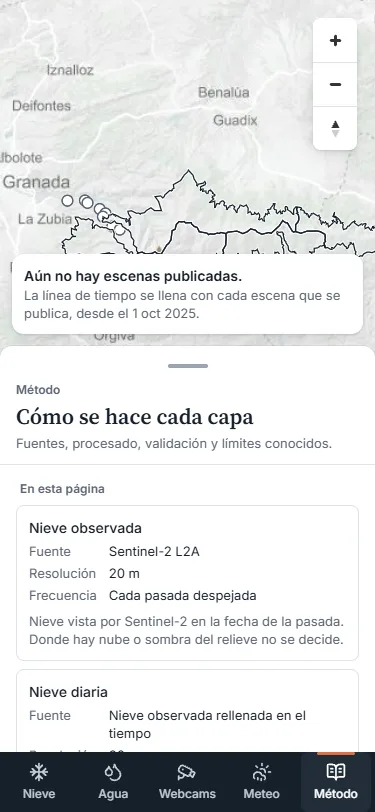 +
−
Iznalloz
Benalúa
Deifontes
Guadix
lbolote
Granada
La Zubia
Aún no hay escenas publicadas.
La línea de tiempo se llena con cada escena que se
publica, desde el 1 oct 2025.
Órgiva
Método
Cómo se hace cada capa
Fuentes, procesado, validación y límites conocidos.
En esta página
Nieve observada
Fuente Sentinel-2 L2A
Resolución 20 m
Frecuencia Cada pasada despejada
Nieve vista por Sentinel-2 en la fecha de la pasada.
Donde hay nube o sombra del relieve no se decide.
Nieve diaria
Fuente Nieve observada rellenada en el
tiempo
Nieve Agua Webcams Meteo Método